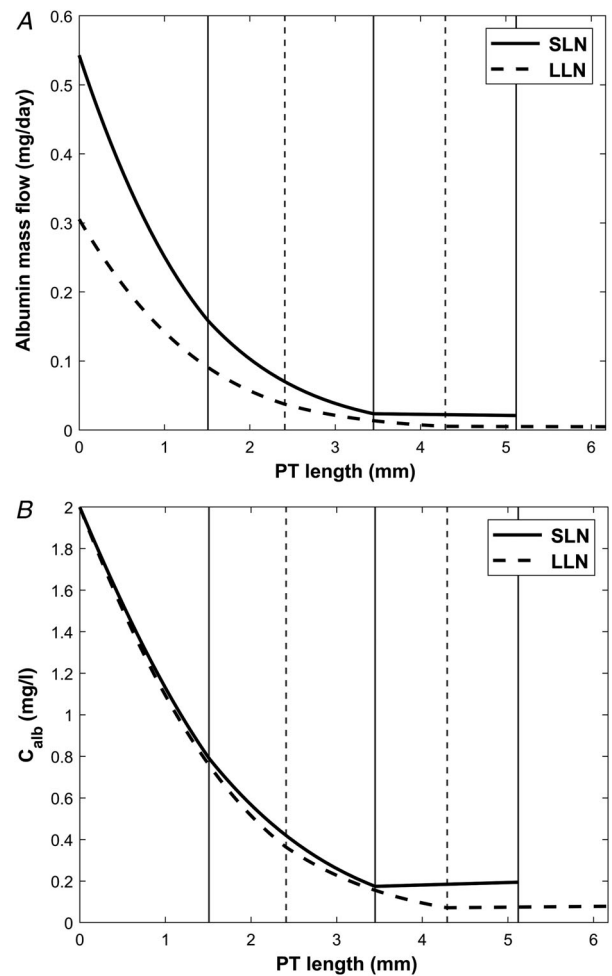 A
Albumin mass flow (mg/day)
0.6
0.5
0.4
0.3
0.2
0.1
0
SLN
LLN
0 1 2 3 4 5 6
PT length (mm)
B
C_alb (mg/l)
2
1.8
1.6
1.4
1.2
1
0.8
0.6
0.4
0.2
0
SLN
LLN
0 1 2 3 4 5 6
PT length (mm)